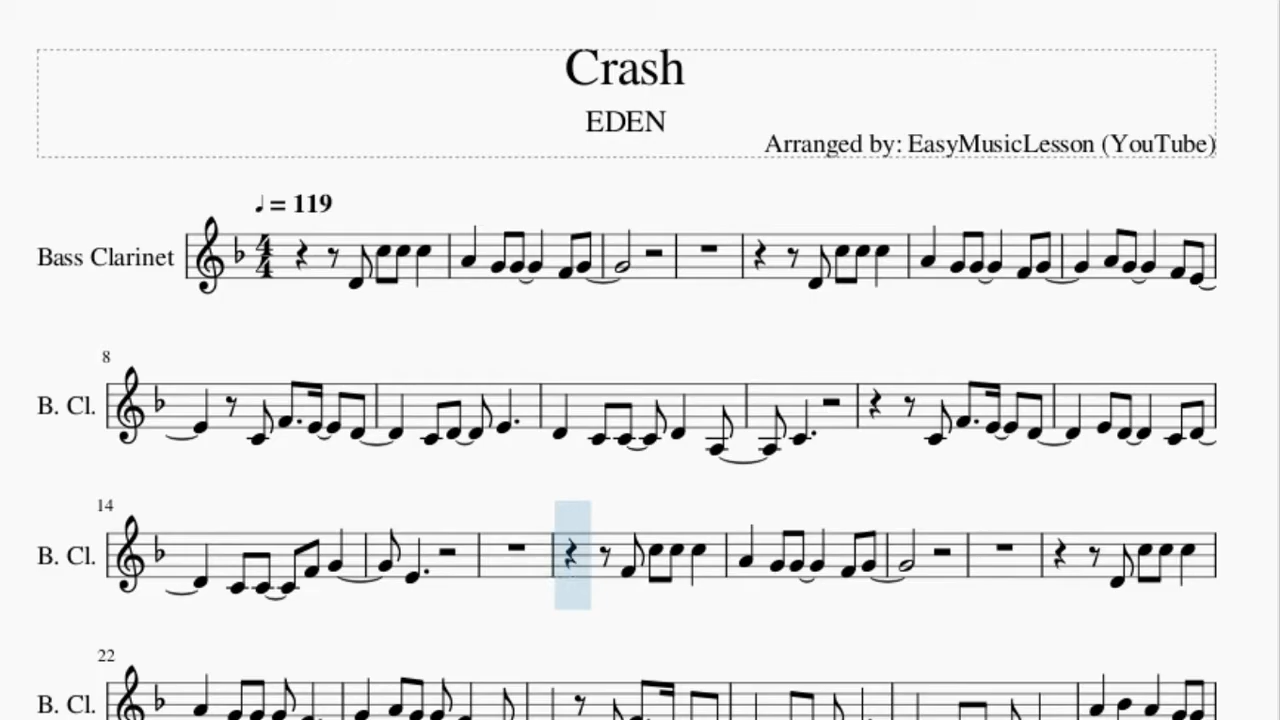 Crash
EDEN
Arranged by: EasyMusicLesson (YouTube)
♩ = 119
Bass Clarinet
4
4
8
B. Cl.
14
B. Cl.
22
B. Cl.